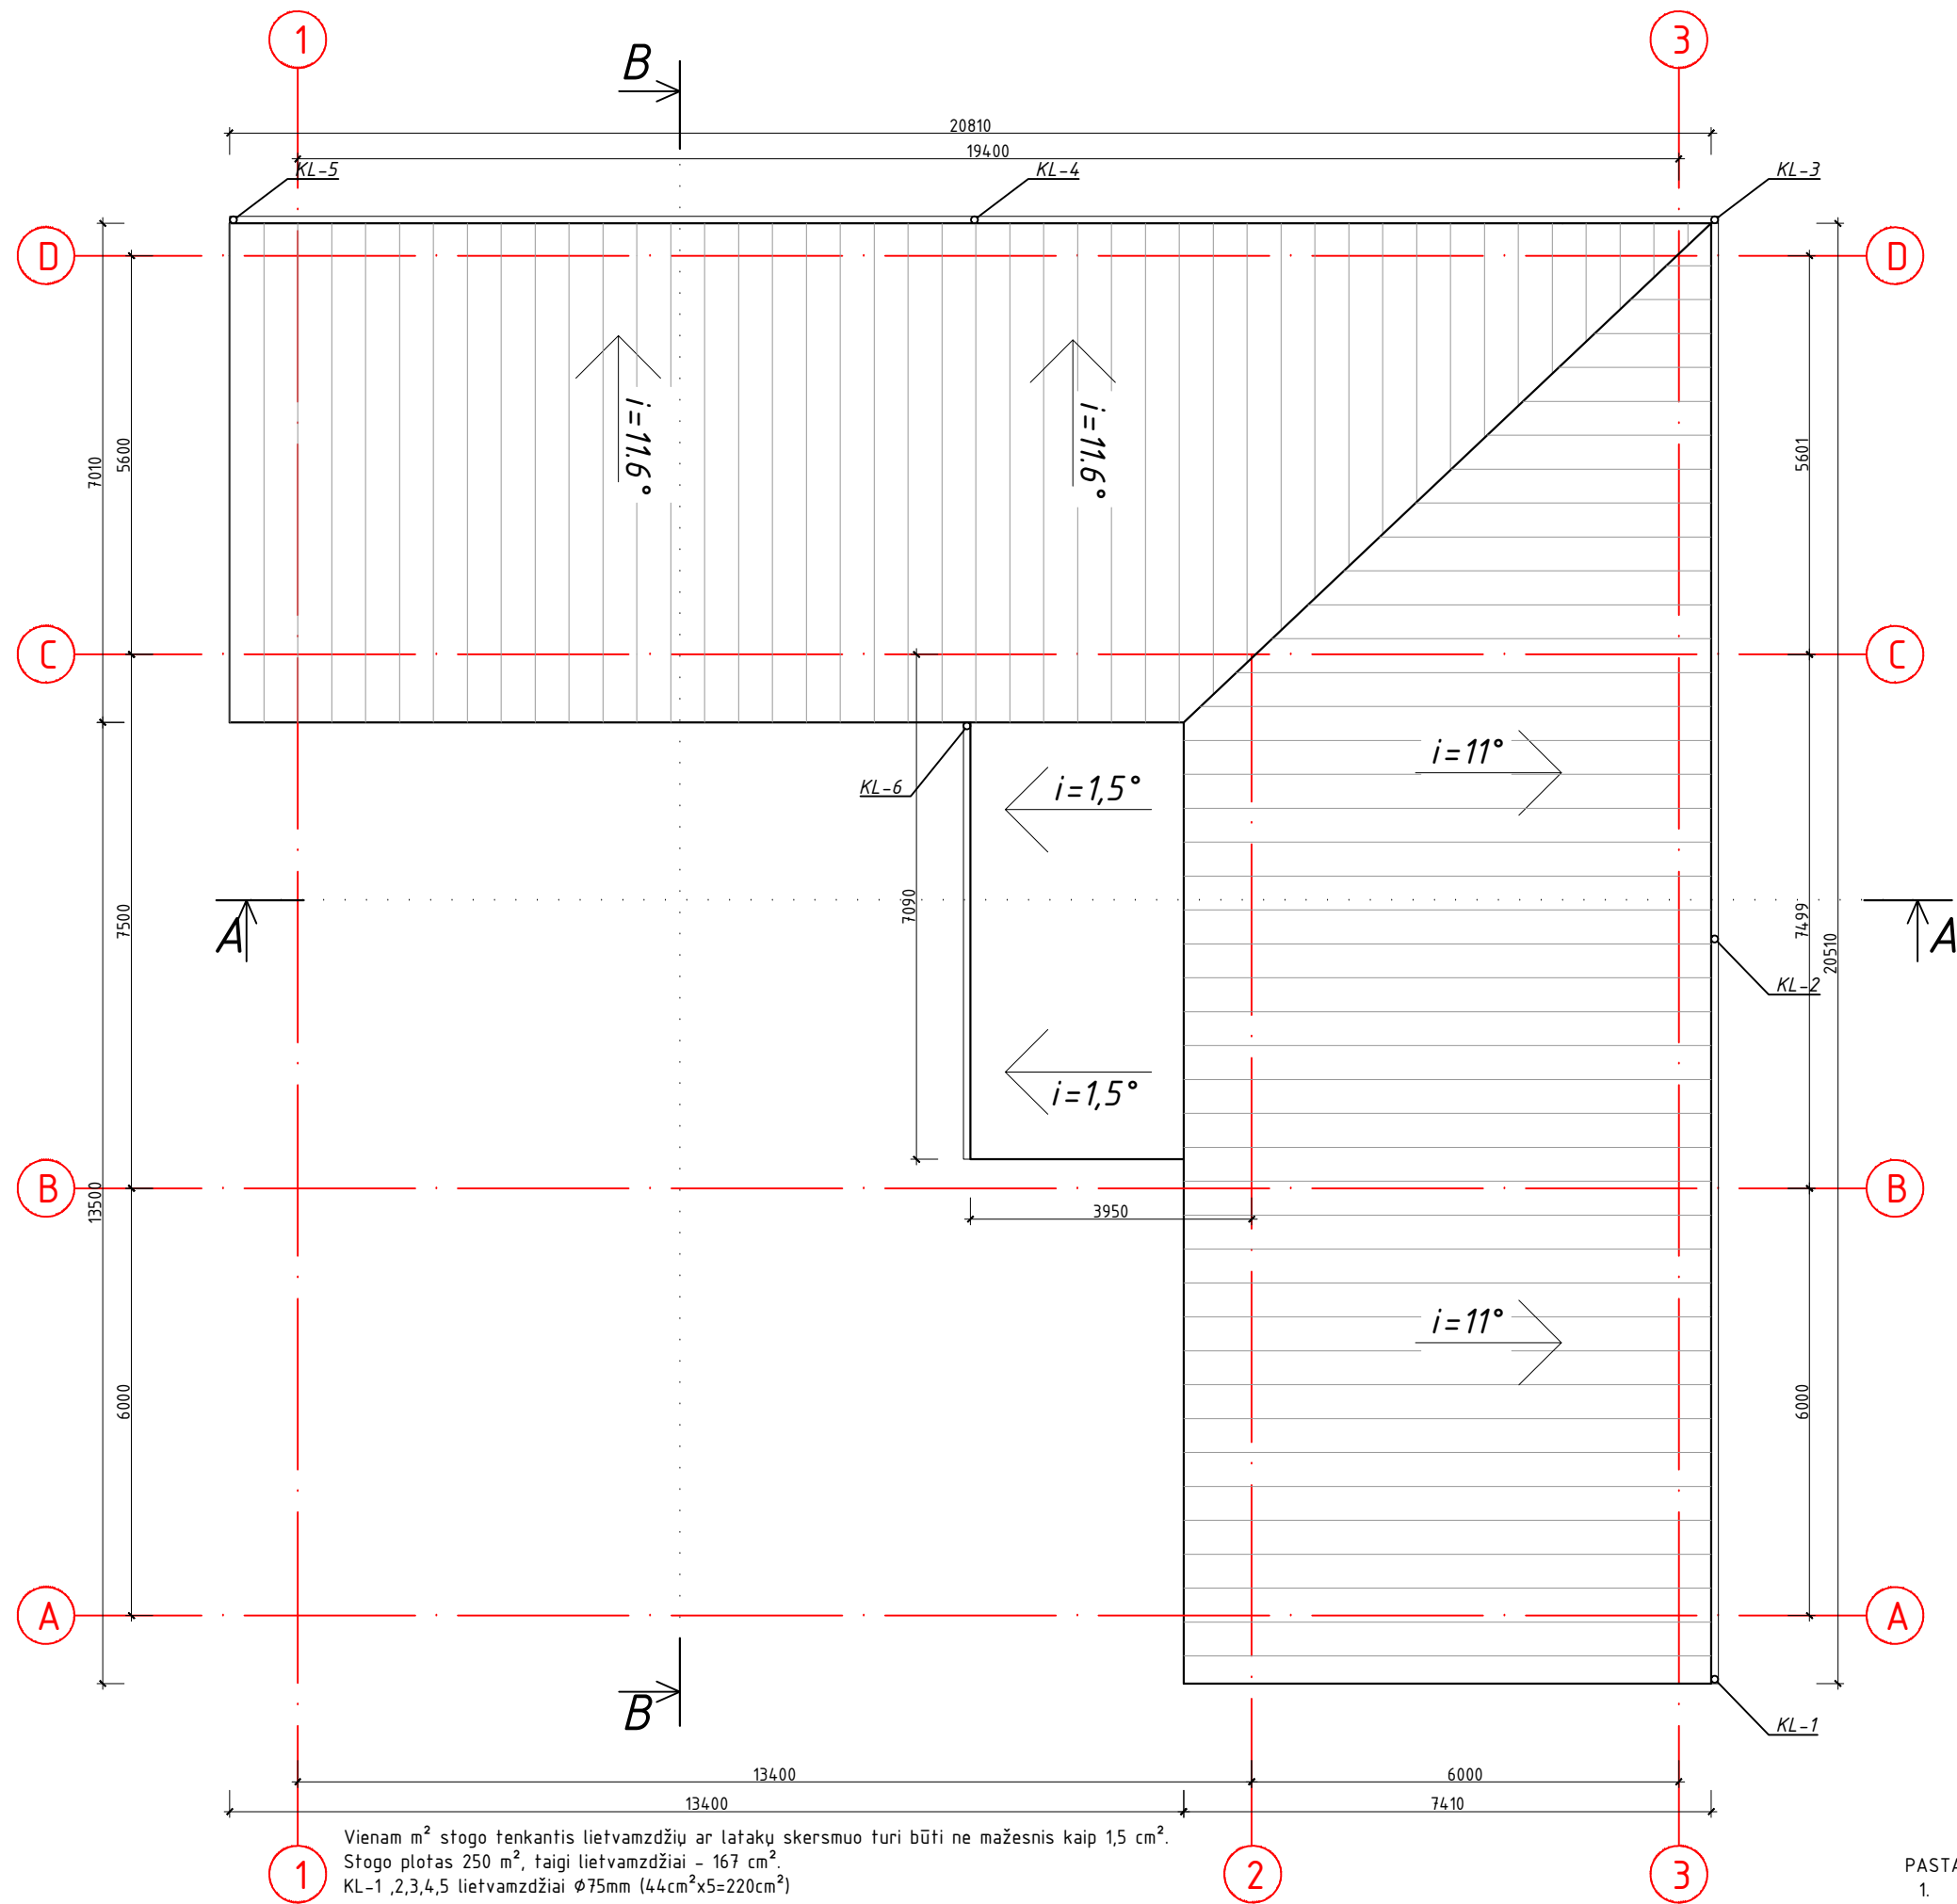 1
3
B
20810
19400
KL-5
KL-4
KL-3
D
D
7010
5600
i=11.6°
i=11.6°
5601
C
C
i=11°
i=1,5°
KL-6
7500
7090
7499
20510
A
A
KL-2
i=1,5°
13500
B
B
3950
i=11°
6000
6000
A
A
B
KL-1
13400
6000
13400
7410
Vienam m² stogo tenkantis lietvamzdžių ar latakų skersmuo turi būti ne mažesnis kaip 1,5 cm².
Stogo plotas 250 m², taigi lietvamzdžiai - 167 cm².
KL-1 ,2,3,4,5 lietvamzdžiai Ø75mm (44cm²x5=220cm²)
1
2
3
PASTA
1.